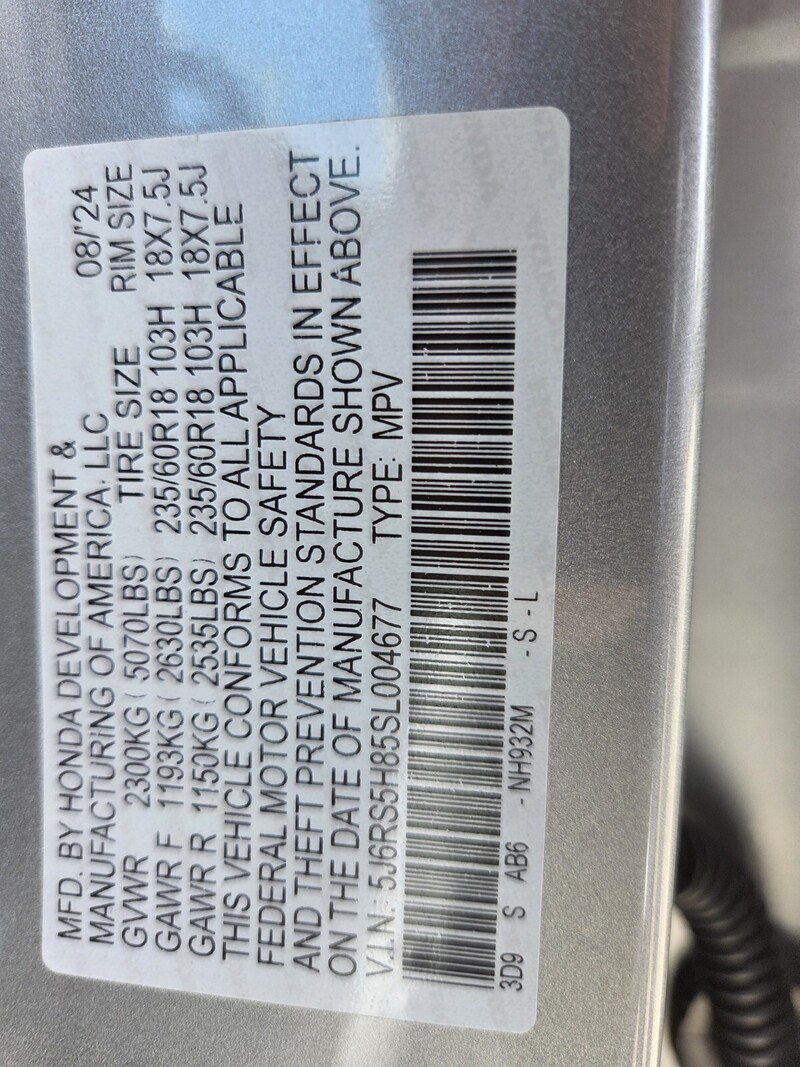 MFD. BY HONDA DEVELOPMENT &
MANUFACTURING OF AMERICA, LLC 08/'24
GVWR 2300KG ( 5070LBS) TIRE SIZE RIM SIZE
GAWR F 1193KG ( 2630LBS) 235/60R18 103H 18X7.5J
GAWR R 1150KG ( 2535LBS) 235/60R18 103H 18X7.5J
THIS VEHICLE CONFORMS TO ALL APPLICABLE
FEDERAL MOTOR VEHICLE SAFETY
AND THEFT PREVENTION STANDARDS IN EFFECT
ON THE DATE OF MANUFACTURE SHOWN ABOVE.
V.I.N.: 5J6RS5H85SL004677 TYPE: MPV
3D9 S AB6 -NH932M - S - L